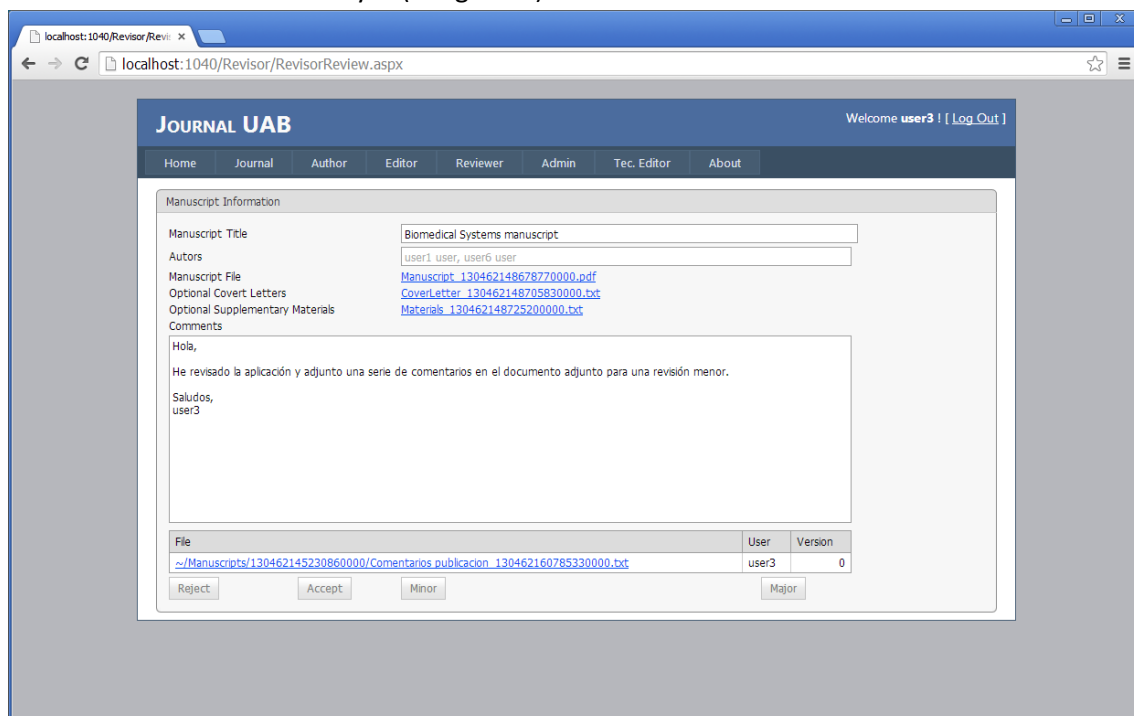 localhost:1040/Revisor/Revi
localhost:1040/Revisor/RevisorReview.aspx
JOURNAL UAB
Welcome user3 ! [ Log Out ]
Home Journal Author Editor Reviewer Admin Tec. Editor About
Manuscript Information
Manuscript Title Biomedical Systems manuscript
Autors user1 user, user6 user
Manuscript File Manuscript_130462148678770000.pdf
Optional Covert Letters CoverLetter_130462148705830000.txt
Optional Supplementary Materials Materials_130462148725200000.txt
Comments
Hola,
He revisado la aplicación y adjunto una serie de comentarios en el documento adjunto para una revisión menor.
Saludos,
user3
File User Version
~/Manuscripts/130462145230860000/Comentarios publicacion_130462160785330000.txt user3 0
Reject Accept Minor Major